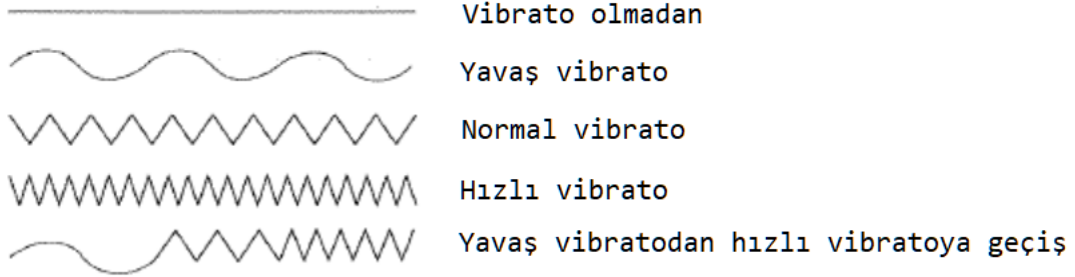 Vibrato olmadan
Yavaş vibrato
Normal vibrato
Hızlı vibrato
Yavaş vibratodan hızlı vibratoya geçiş